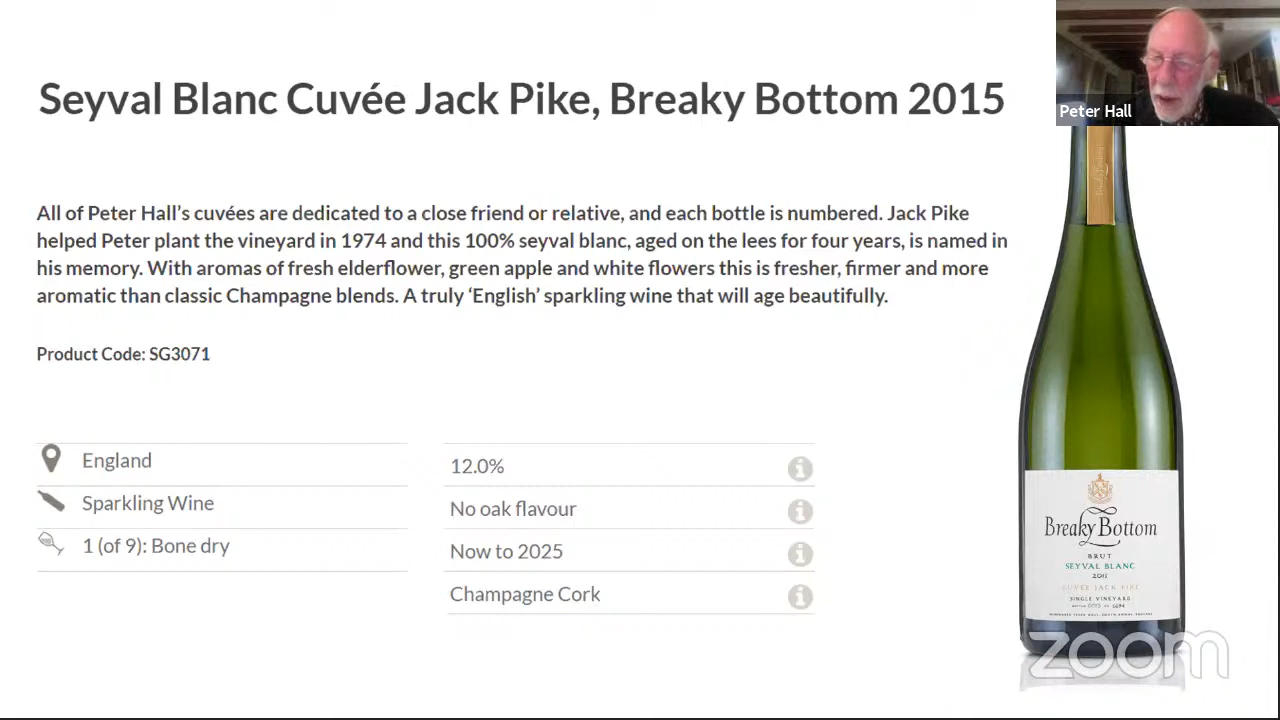 Seyval Blanc Cuvée Jack Pike, Breaky Bottom 2015
Peter Hall
All of Peter Hall’s cuvées are dedicated to a close friend or relative, and each bottle is numbered. Jack Pike
helped Peter plant the vineyard in 1974 and this 100% seyval blanc, aged on the lees for four years, is named in
his memory. With aromas of fresh elderflower, green apple and white flowers this is fresher, firmer and more
aromatic than classic Champagne blends. A truly ‘English’ sparkling wine that will age beautifully.
Product Code: SG3071
England
Sparkling Wine
1 (of 9): Bone dry
12.0%
No oak flavour
Now to 2025
Champagne Cork
Breaky Bottom
BRUT
SEYVAL BLANC
CUVÉE JACK PIKE
SINGLE VINEYARD
zoom